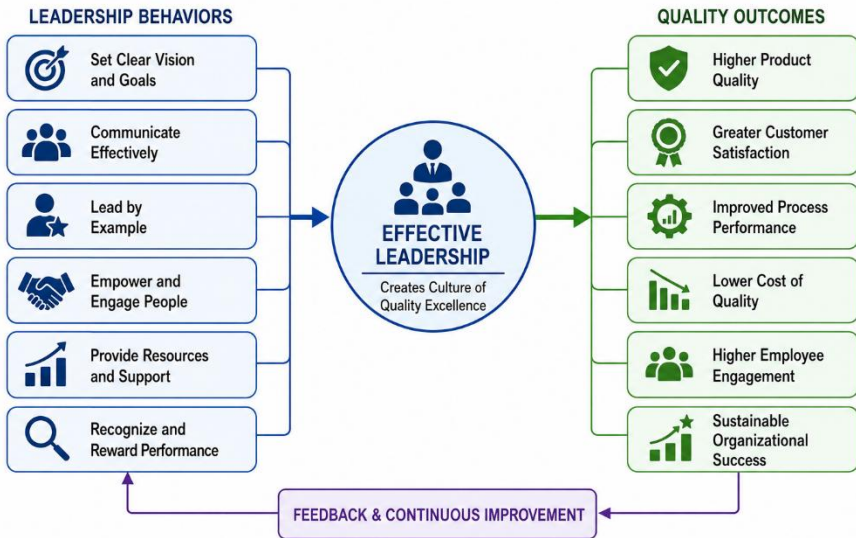 LEADERSHIP BEHAVIORS
Set Clear Vision
and Goals
Communicate
Effectively
Lead by
Example
Empower and
Engage People
Provide Resources
and Support
Recognize and
Reward Performance
EFFECTIVE
LEADERSHIP
Creates Culture of
Quality Excellence
QUALITY OUTCOMES
Higher Product
Quality
Greater Customer
Satisfaction
Improved Process
Performance
Lower Cost of
Quality
Higher Employee
Engagement
Sustainable
Organizational
Success
FEEDBACK & CONTINUOUS IMPROVEMENT